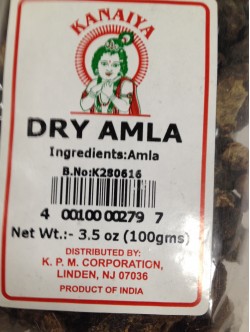 KANAIYA
DRY AMLA
Ingredients:Amla
B.No:K280616
4 00100 00279 7
Net Wt.:- 3.5 oz (100gms)
DISTRIBUTED BY:
K. P. M. CORPORATION,
LINDEN, NJ 07036
PRODUCT OF INDIA